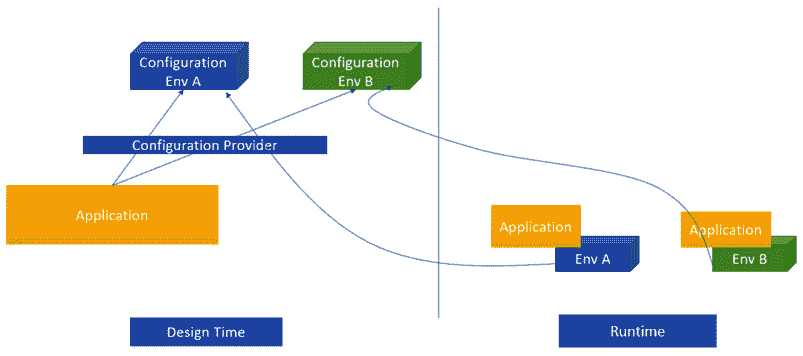 Configuration
Env A
Configuration
Env B
Configuration Provider
Application
Application
Env A
Application
Env B
Design Time
Runtime